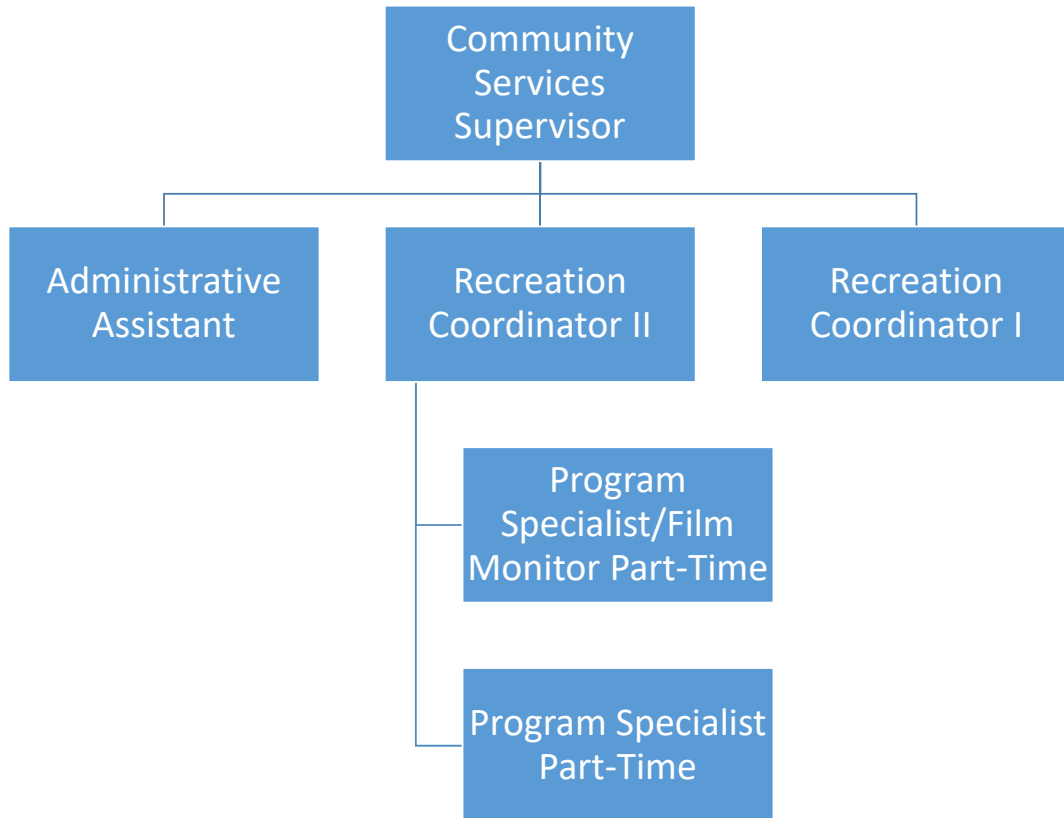 Community
Services
Supervisor
Administrative
Assistant
Recreation
Coordinator II
Recreation
Coordinator I
Program
Specialist/Film
Monitor Part-Time
Program Specialist
Part-Time